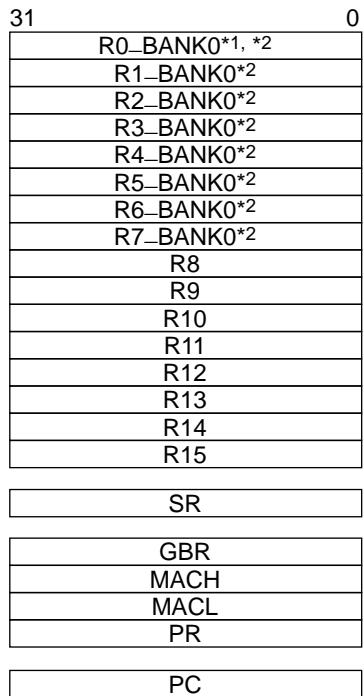 31 0
R0_BANK0*1, *2
R1_BANK0*2
R2_BANK0*2
R3_BANK0*2
R4_BANK0*2
R5_BANK0*2
R6_BANK0*2
R7_BANK0*2
R8
R9
R10
R11
R12
R13
R14
R15
SR
GBR
MACH
MACL
PR
PC